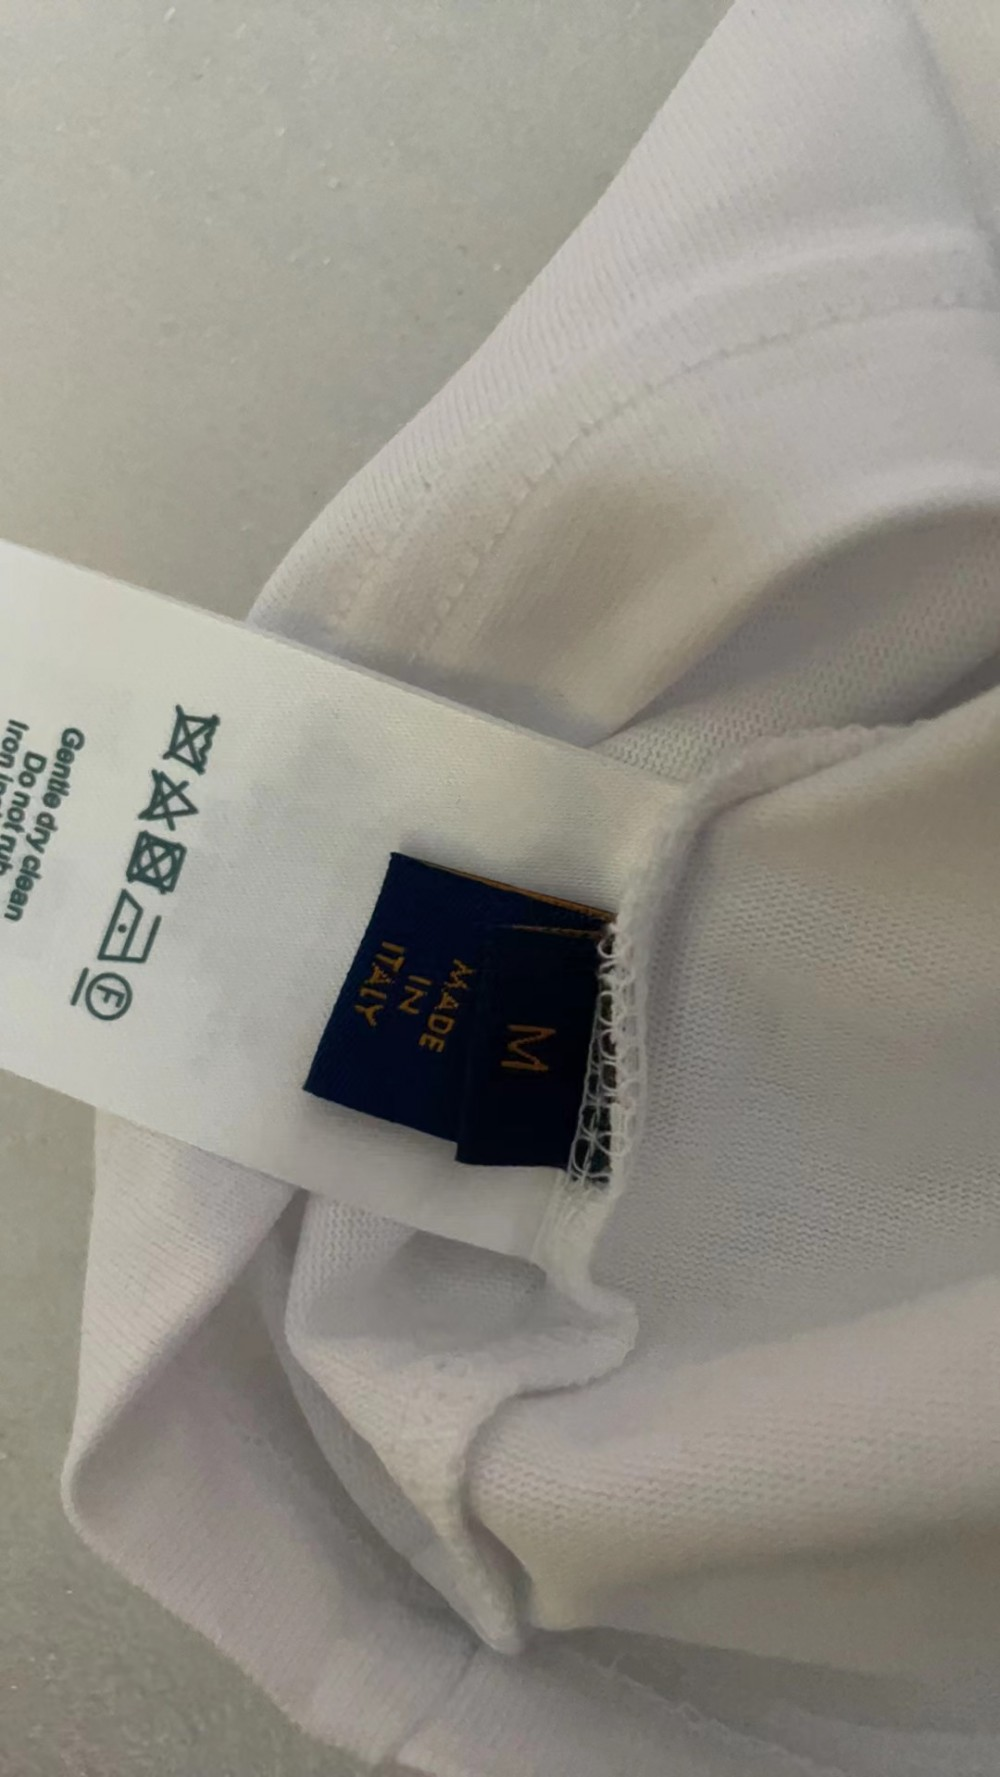 M
MADE
IN
ITALY
F
Gentle dry clean
Do not rub